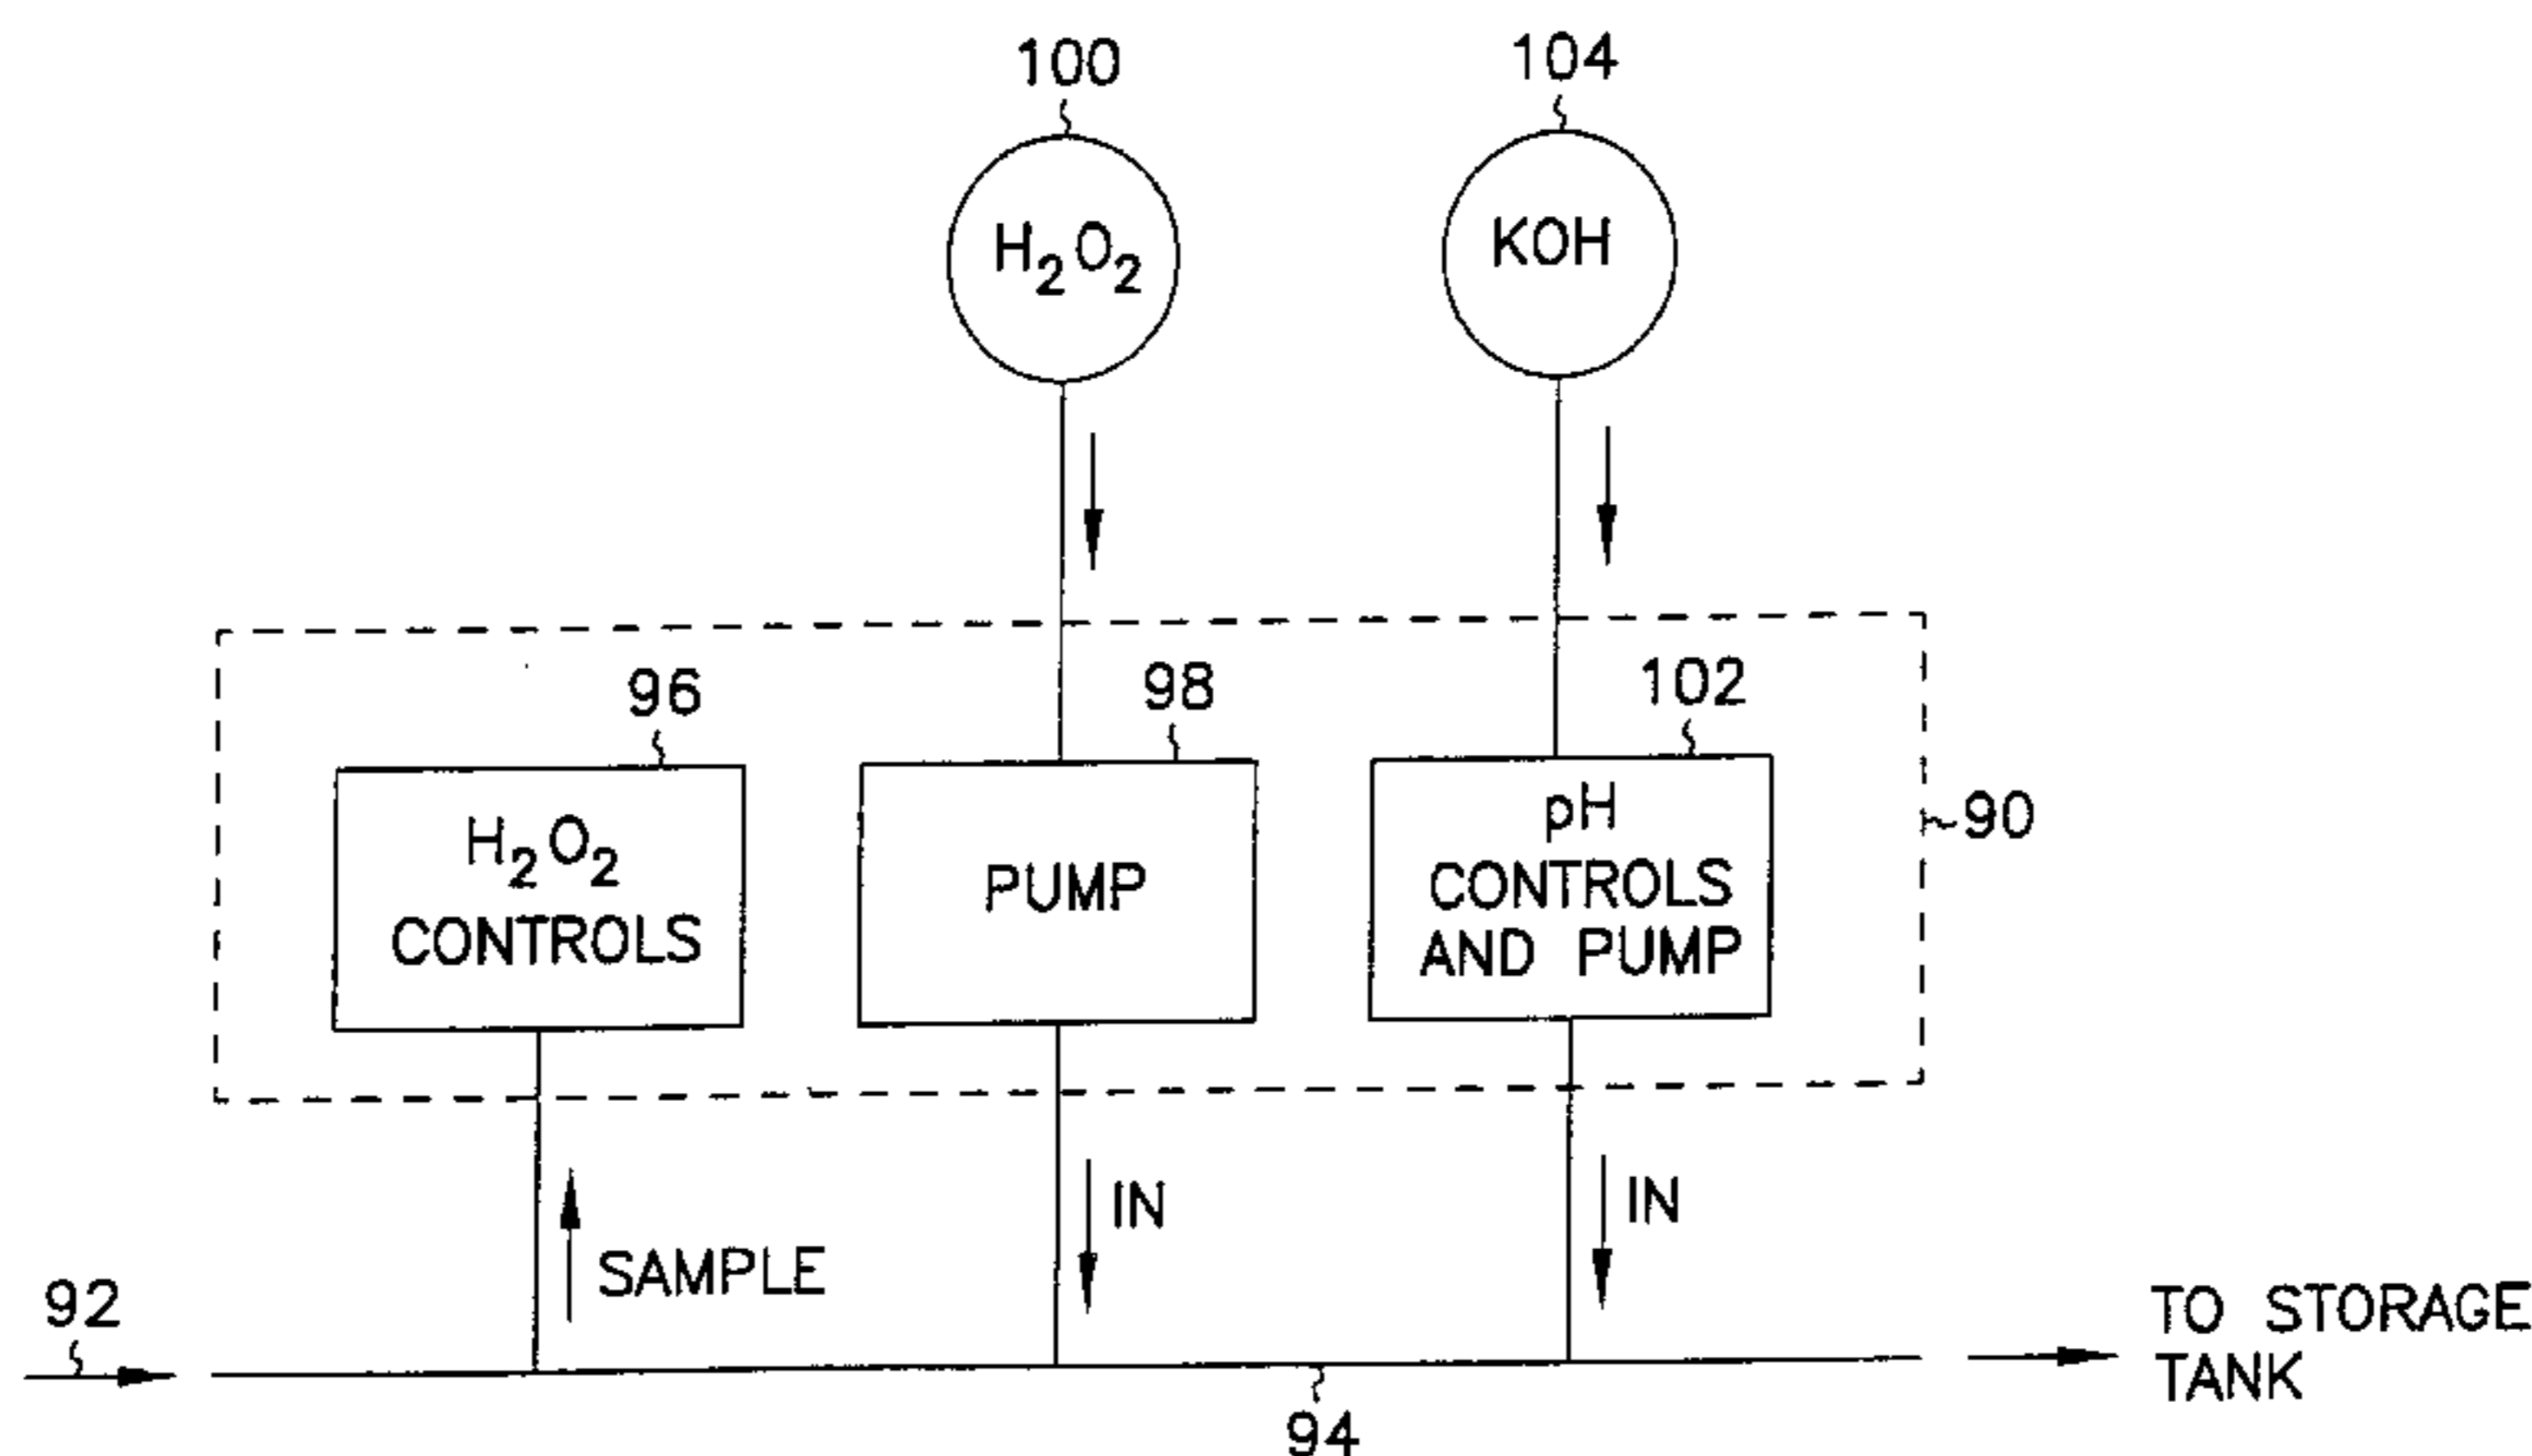 100
104
H₂O₂
KOH
96
98
102
H₂O₂
CONTROLS
PUMP
pH
CONTROLS
AND PUMP
90
SAMPLE
IN
IN
92
94
TO STORAGE
TANK